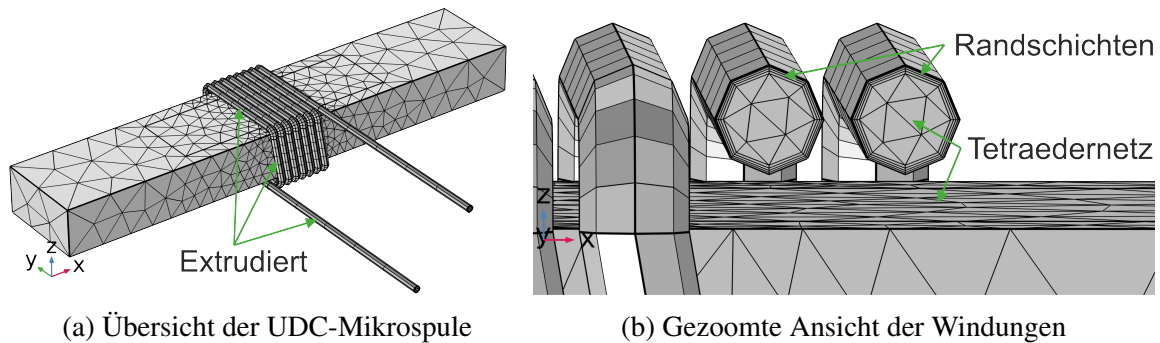 Randschichten
Tetraedernetz
Extrudiert
z
y
x
z
y
x
(a) Übersicht der UDC-Mikrospule
(b) Gezoomte Ansicht der Windungen